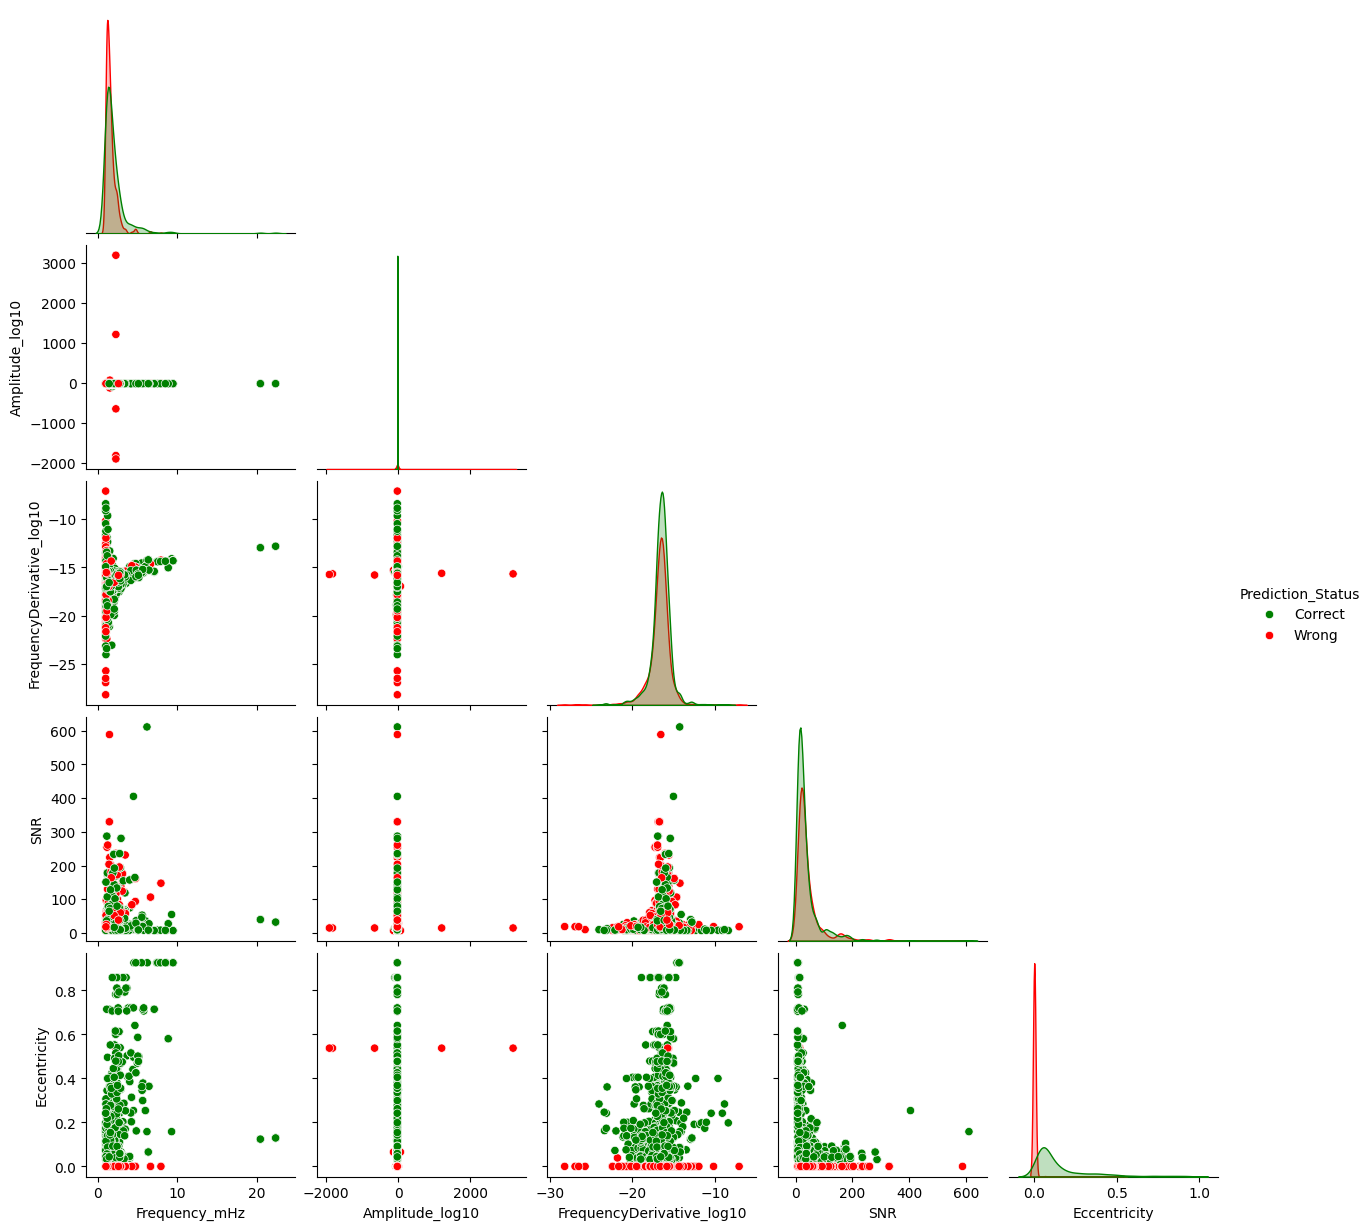 Amplitude_log10
3000
2000
1000
0
−1000
−2000
FrequencyDerivative_log10
−10
−15
−20
−25
Prediction_Status
Correct
Wrong
SNR
600
500
400
300
200
100
0
Eccentricity
0.8
0.6
0.4
0.2
0.0
0 10 20
−2000 0 2000
−30 −20 −10
0 200 400 600
0.0 0.5 1.0
Frequency_mHz
Amplitude_log10
FrequencyDerivative_log10
SNR
Eccentricity